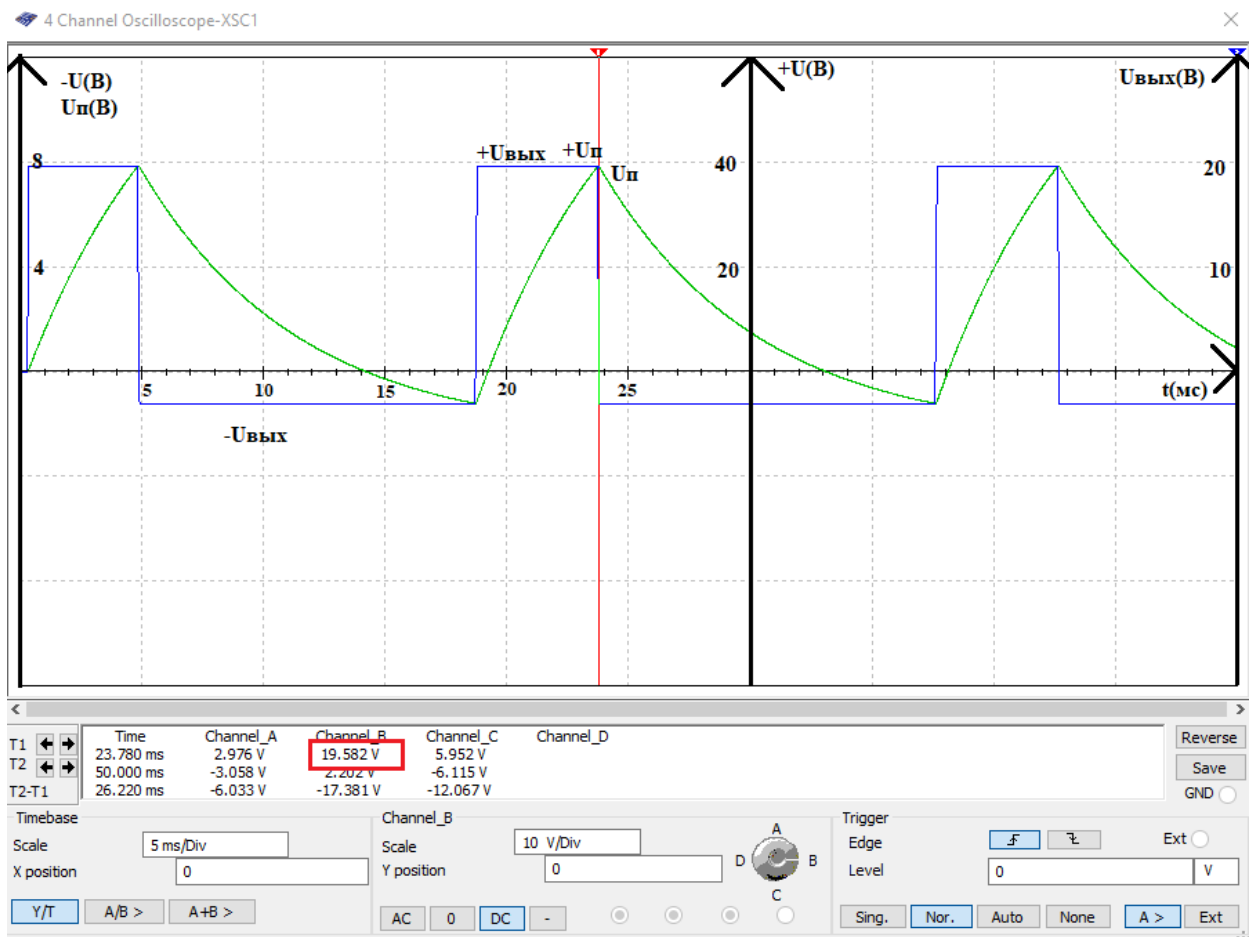 4 Channel Oscilloscope-XSC1
-U(В)
Uп(В)
+U(В)
Uвых(В)
8
+Uвых
+Uп
Uп
40
20
4
20
10
5
10
15
20
25
t(мс)
-Uвых
Time Channel_A Channel_B Channel_C Channel_D
T1
23.780 ms 2.976 V 19.582 V 5.952 V
T2
50.000 ms -3.058 V 2.202 V -6.115 V
T2-T1
26.220 ms -6.033 V -17.381 V -12.067 V
Reverse
Save
GND
Timebase
Scale 5 ms/Div
X position 0
Y/T A/B > A+B >
Channel_B
Scale 10 V/Div
Y position 0
AC 0 DC -
A
D B
C
Trigger
Edge Ext
Level 0 V
Sing. Nor. Auto None A > Ext